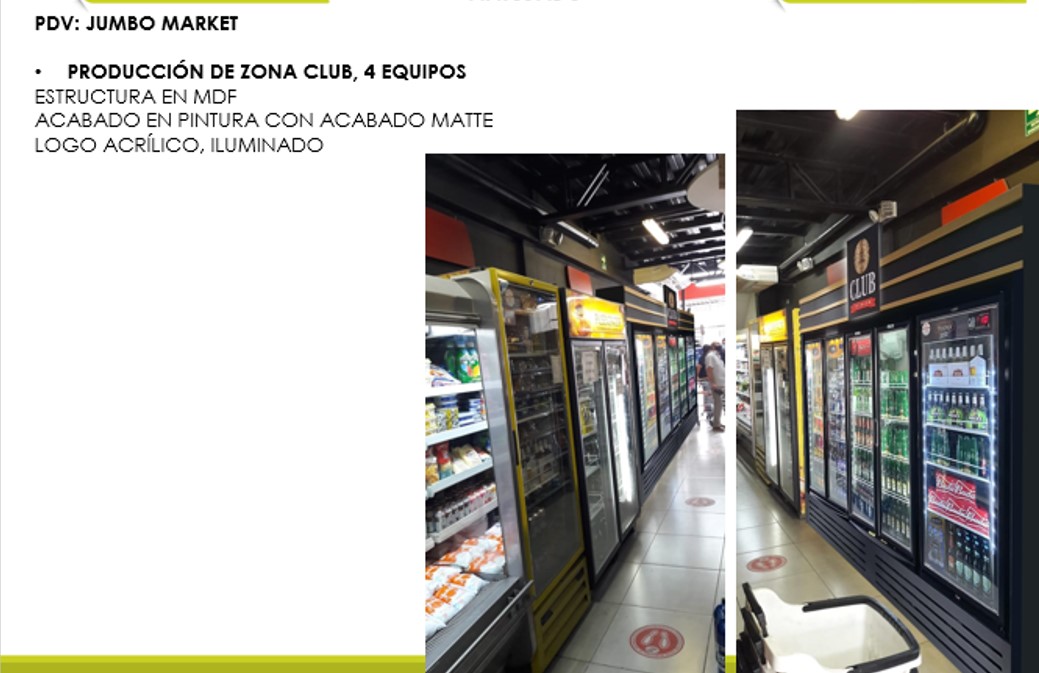 PDV: JUMBO MARKET
• PRODUCCIÓN DE ZONA CLUB, 4 EQUIPOS
ESTRUCTURA EN MDF
ACABADO EN PINTURA CON ACABADO MATTE
LOGO ACRÍLICO, ILUMINADO
CLUB